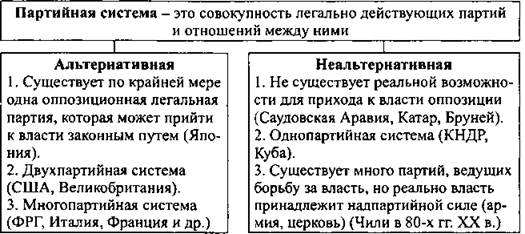 Партийная система – это совокупность легально действующих партий
и отношений между ними
Альтернативная
1. Существует по крайней мере
одна оппозиционная легальная
партия, которая может прийти
к власти законным путем (Япо-
ния).
2. Двухпартийная система
(США, Великобритания).
3. Многопартийная система
(ФРГ, Италия, Франция и др.)
Неальтернативная
1. Не существует реальной возможно-
сти для прихода к власти оппозиции
(Саудовская Аравия, Катар, Бруней).
2. Однопартийная система (КНДР,
Куба).
3. Существует много партий, ведущих
борьбу за власть, но реально власть
принадлежит надпартийной силе (ар-
мия, церковь) (Чили в 80-х гг. XX в.)